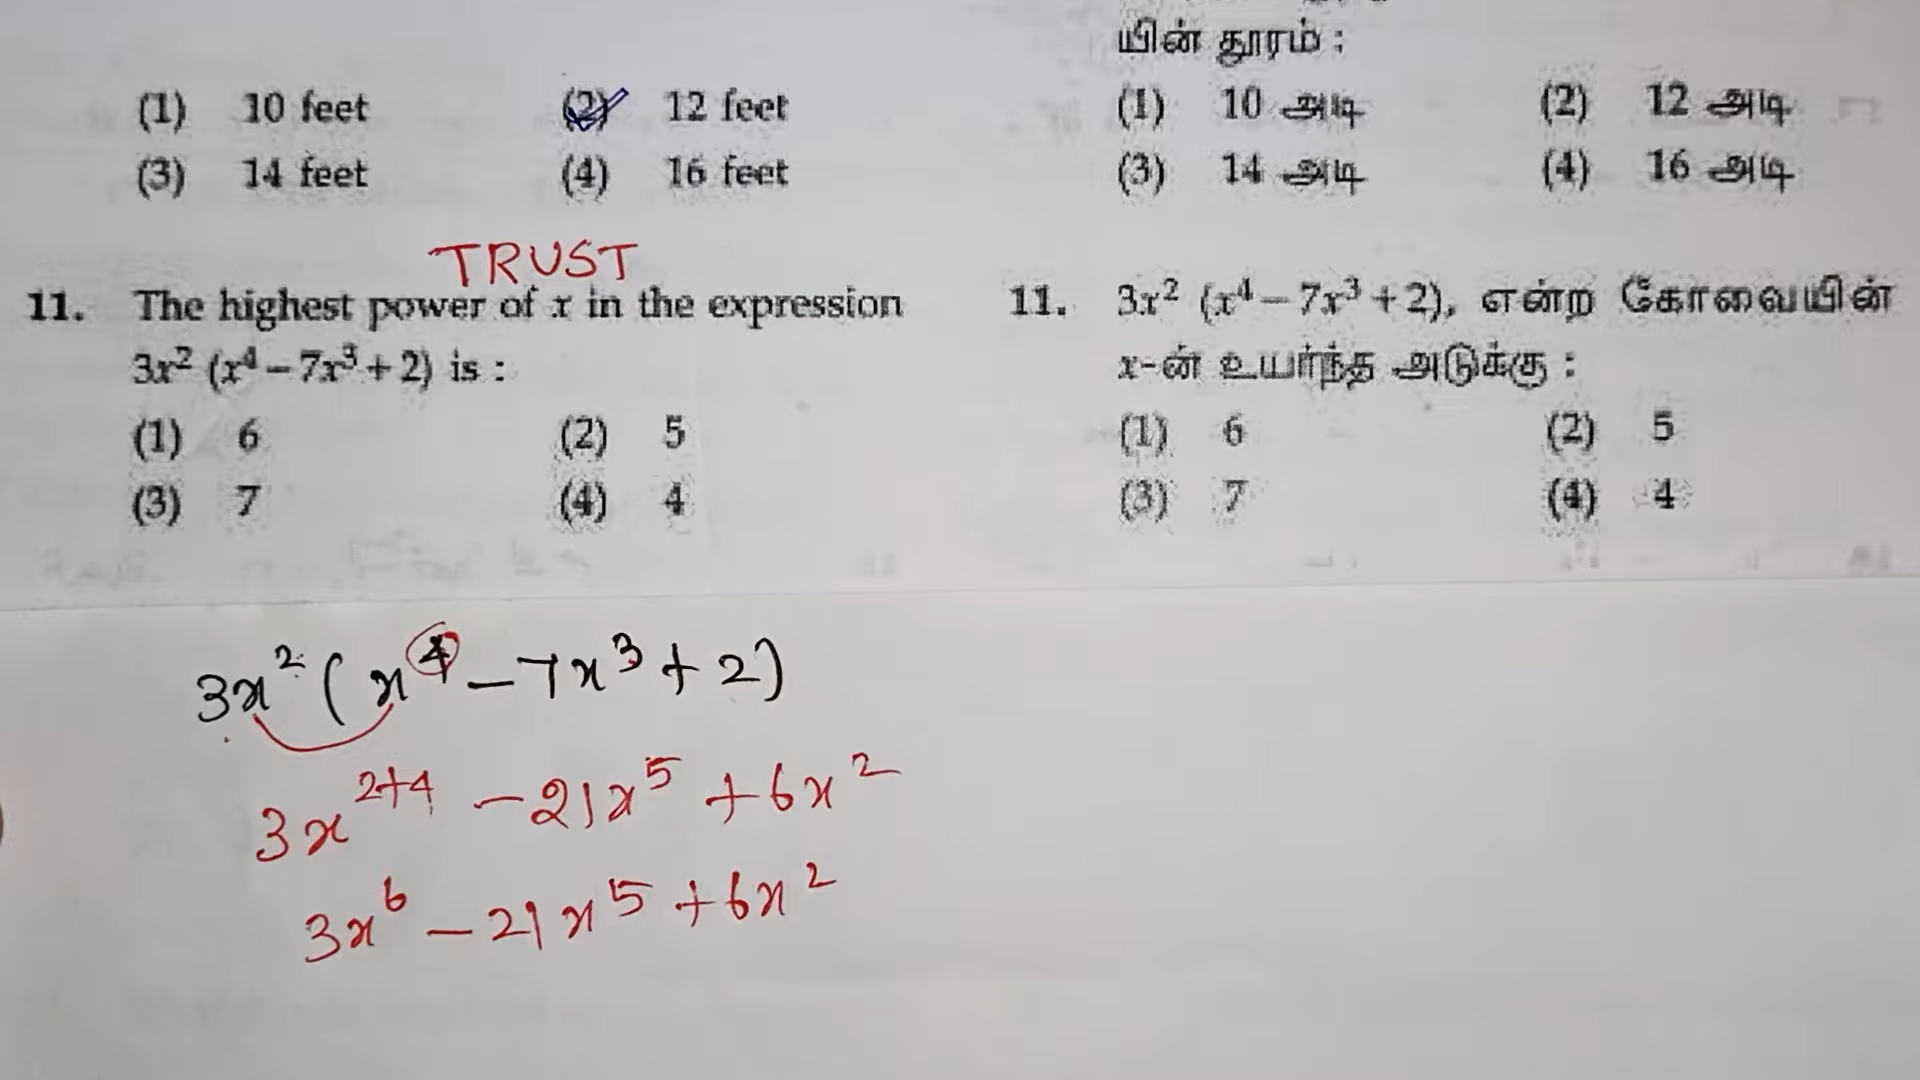 (1) 10 feet (2) 12 feet
(3) 14 feet (4) 16 feet
TRUST
11. The highest power of x in the expression
3x² (x⁴ – 7x³ + 2) is :
(1) 6 (2) 5
(3) 7 (4) 4
யின் தூரம் :
(1) 10 அடி (2) 12 அடி
(3) 14 அடி (4) 16 அடி
11. 3x² (x⁴ – 7x³ + 2), என்ற கோவையின்
x-ன் உயர்ந்த அடுக்கு :
(1) 6 (2) 5
(3) 7 (4) 4
3x² (x⁴ – 7x³ + 2)
3x²⁺⁴ – 21x⁵ + 6x²
3x⁶ – 21x⁵ + 6x²